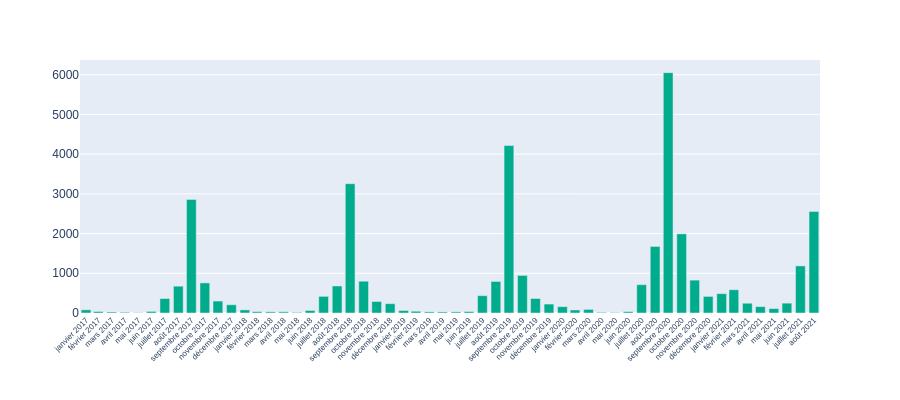 6000
5000
4000
3000
2000
1000
0
janvier 2017
février 2017
mars 2017
avril 2017
mai 2017
juin 2017
juillet 2017
août 2017
septembre 2017
octobre 2017
novembre 2017
décembre 2017
janvier 2018
février 2018
mars 2018
avril 2018
mai 2018
juin 2018
juillet 2018
août 2018
septembre 2018
octobre 2018
novembre 2018
décembre 2018
janvier 2019
février 2019
mars 2019
avril 2019
mai 2019
juin 2019
juillet 2019
août 2019
septembre 2019
octobre 2019
novembre 2019
décembre 2019
janvier 2020
février 2020
mars 2020
avril 2020
mai 2020
juin 2020
juillet 2020
août 2020
septembre 2020
octobre 2020
novembre 2020
décembre 2020
janvier 2021
février 2021
mars 2021
avril 2021
mai 2021
juin 2021
juillet 2021
août 2021